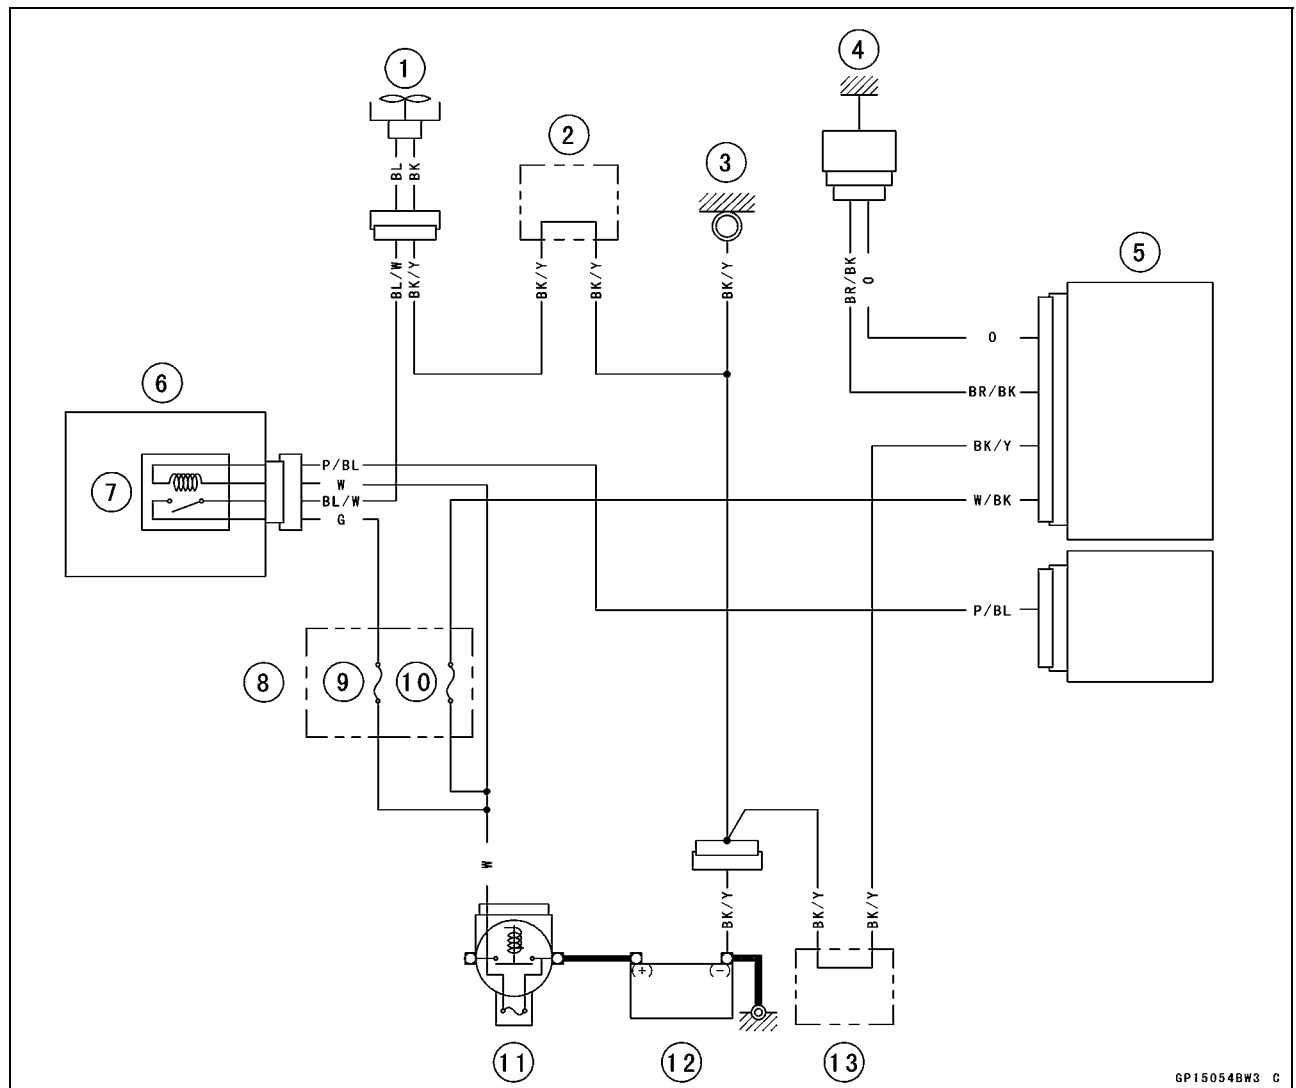 1
4
2
3
BL
BK
5
BL/W
BK/Y
BK/Y
BK/Y
BK/Y
BR/BK
O
O
6
BR/BK
BK/Y
P/BL
W
7
BL/W
W/BK
G
P/BL
8
9
10
W
BK/Y
BK/Y
BK/Y
(+)
(-)
11
12
13
GP15054BW3 C